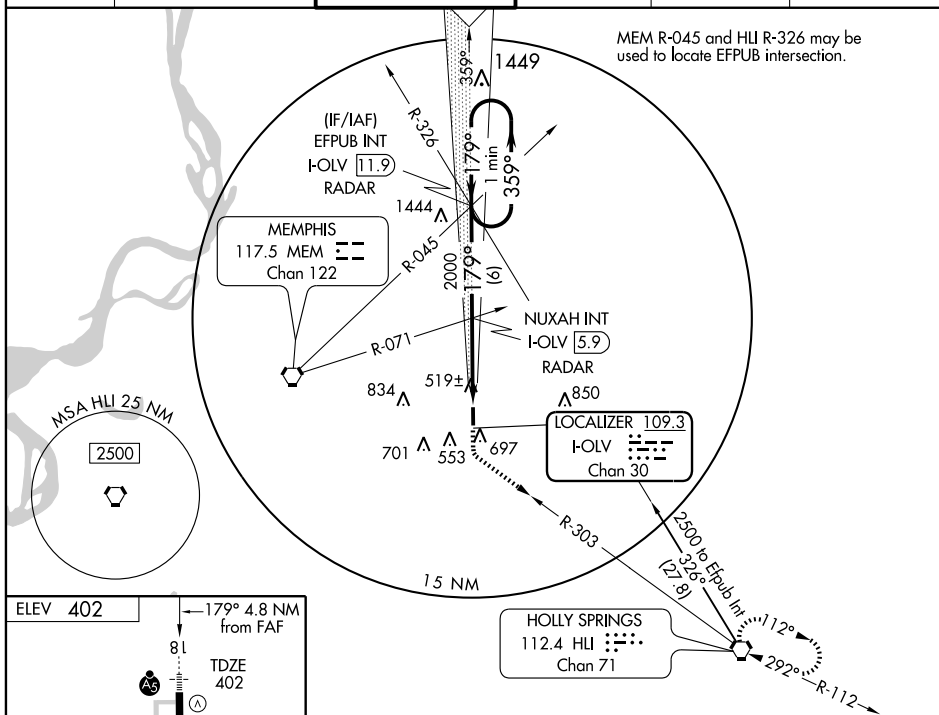 MEM R-045 and HLI R-326 may be
used to locate EFPUB intersection.
359°
1449
R-326
(IF/IAF)
EFPUB INT
I-OLV 11.9
RADAR
179°
1 min
359°
1444
MEMPHIS
117.5 MEM
Chan 122
R-045
2000
179°
(6)
R-071
NUXAH INT
I-OLV 5.9
RADAR
834
519±
850
MSA HLI 25 NM
2500
701
553
697
LOCALIZER 109.3
I-OLV
Chan 30
R-303
2500 to Efpub Int
326°
(27.8)
15 NM
HOLLY SPRINGS
112.4 HLI
Chan 71
112°
292°
R-112
ELEV 402
179° 4.8 NM
from FAF
18
TDZE
402
A5